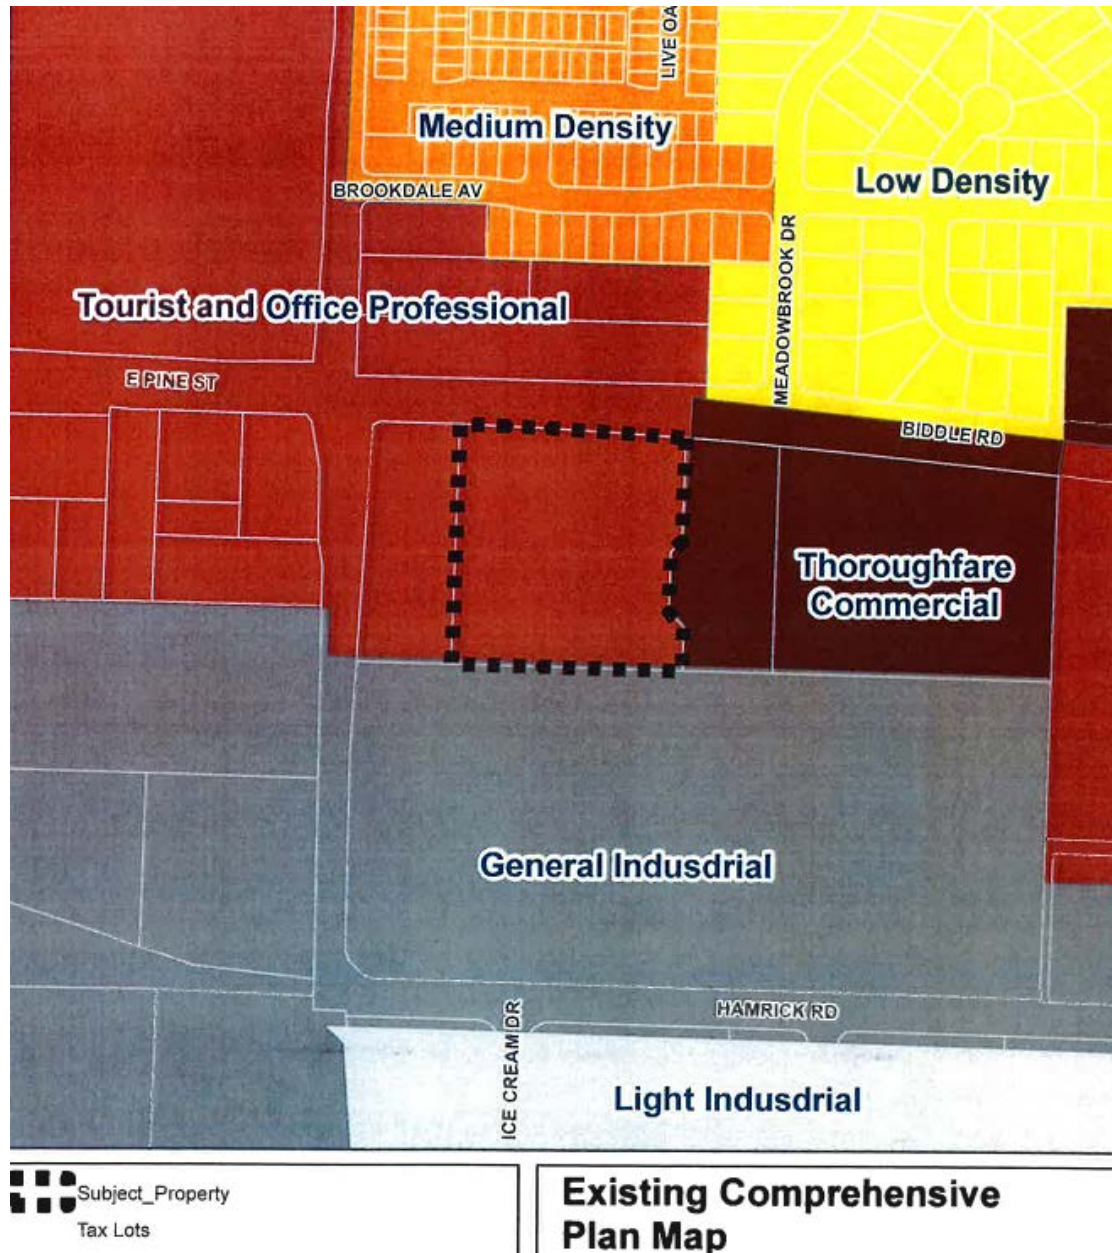 LIVE OA
Medium Density
Low Density
BROOKDALE AV
MEADOWBROOK DR
Tourist and Office Professional
E PINE ST
BIDDLE RD
Thoroughfare
Commercial
General Indusdrial
HAMRICK RD
ICE CREAM DR
Light Indusdrial
Subject_Property
Tax Lots
Existing Comprehensive
Plan Map